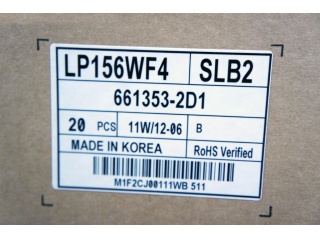 LP156WF4 SLB2
661353-2D1
20 PCS 11W/12-06 B
MADE IN KOREA RoHS Verified
M1F2CJ00111WB 511